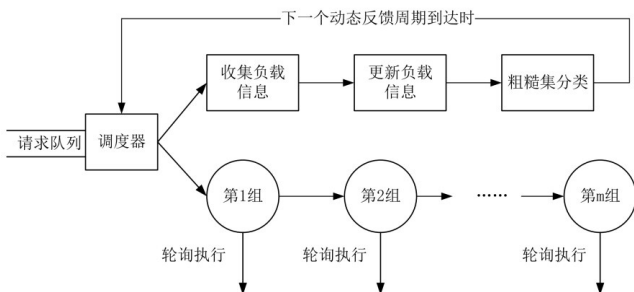 下一个动态反馈周期到达时
收集负载
信息
更新负载
信息
粗糙集分类
请求队列
调度器
第1组
第2组
……
第m组
轮询执行
轮询执行
轮询执行